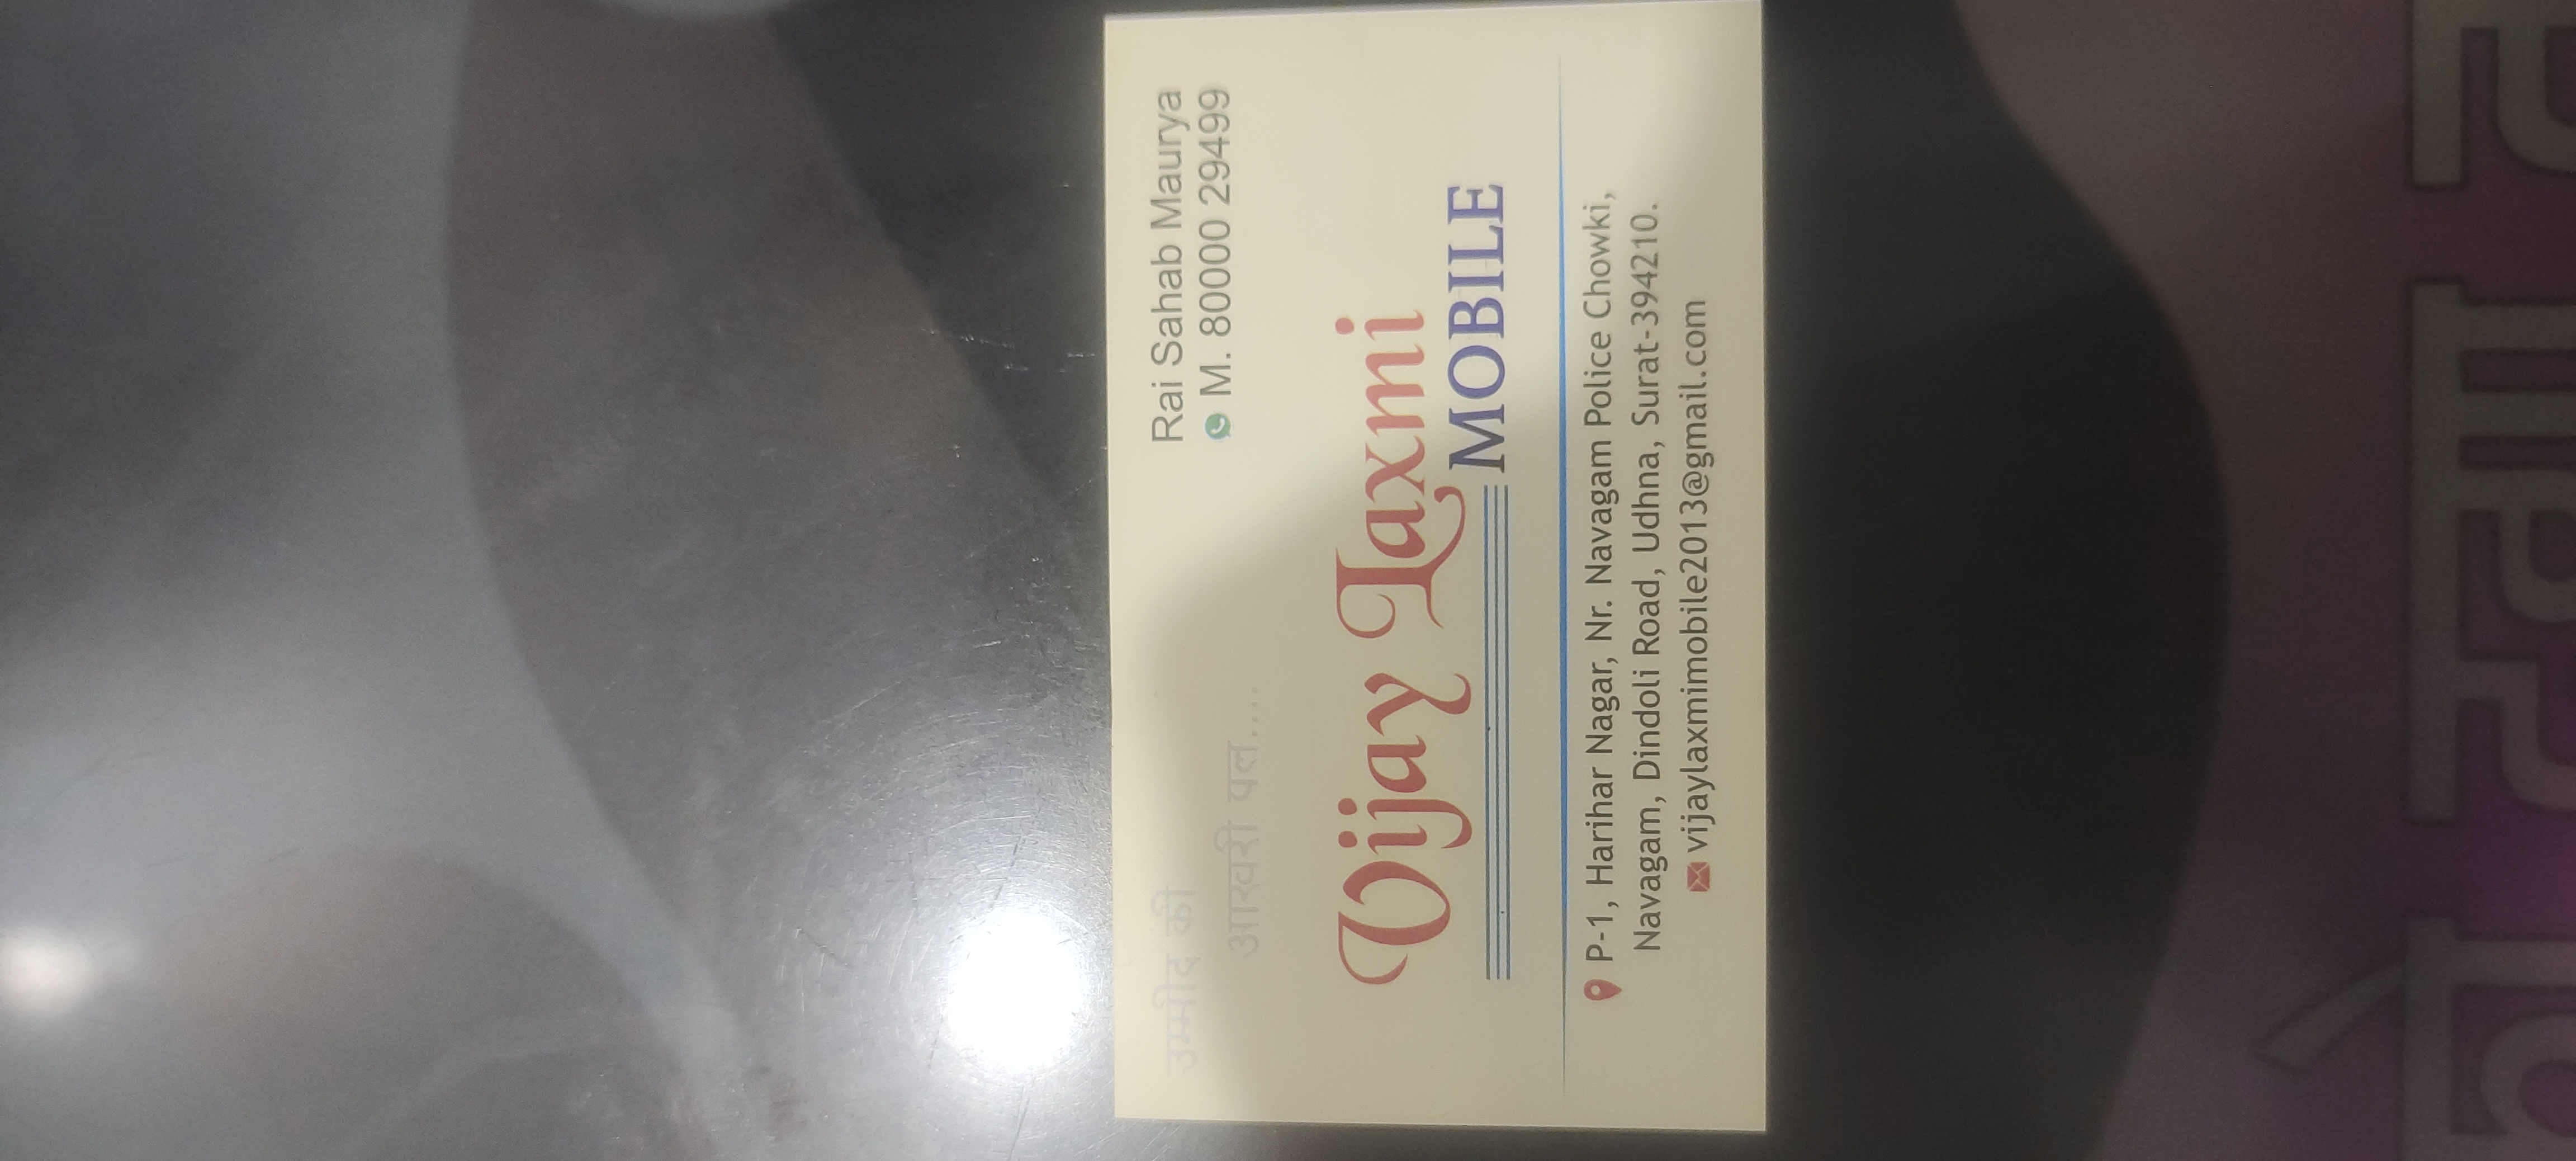 Rai Sahab Maurya
M. 80000 29499
उम्मीद की
आखरी पल....
Vijay Laxmi
MOBILE
P-1, Harihar Nagar, Nr. Navagam Police Chowki,
Navagam, Dindoli Road, Udhna, Surat-394210.
vijaylaxmimobile2013@gmail.com